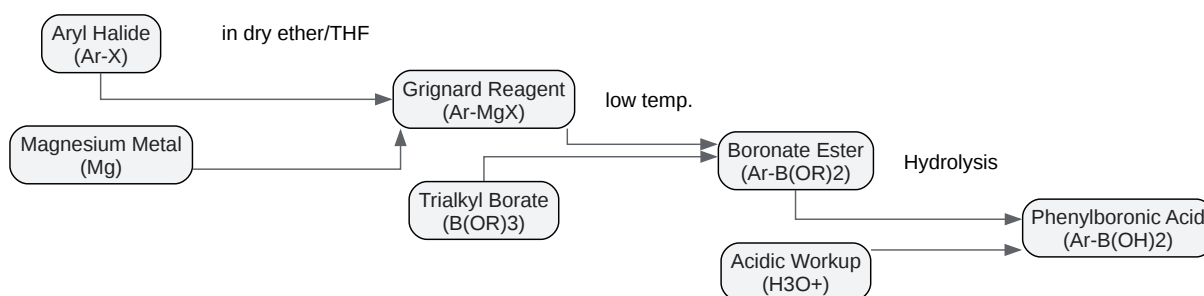 Aryl Halide
(Ar-X)
in dry ether/THF
Magnesium Metal
(Mg)
Grignard Reagent
(Ar-MgX)
low temp.
Trialkyl Borate
(B(OR)3)
Boronate Ester
(Ar-B(OR)2)
Hydrolysis
Acidic Workup
(H3O+)
Phenylboronic Acid
(Ar-B(OH)2)